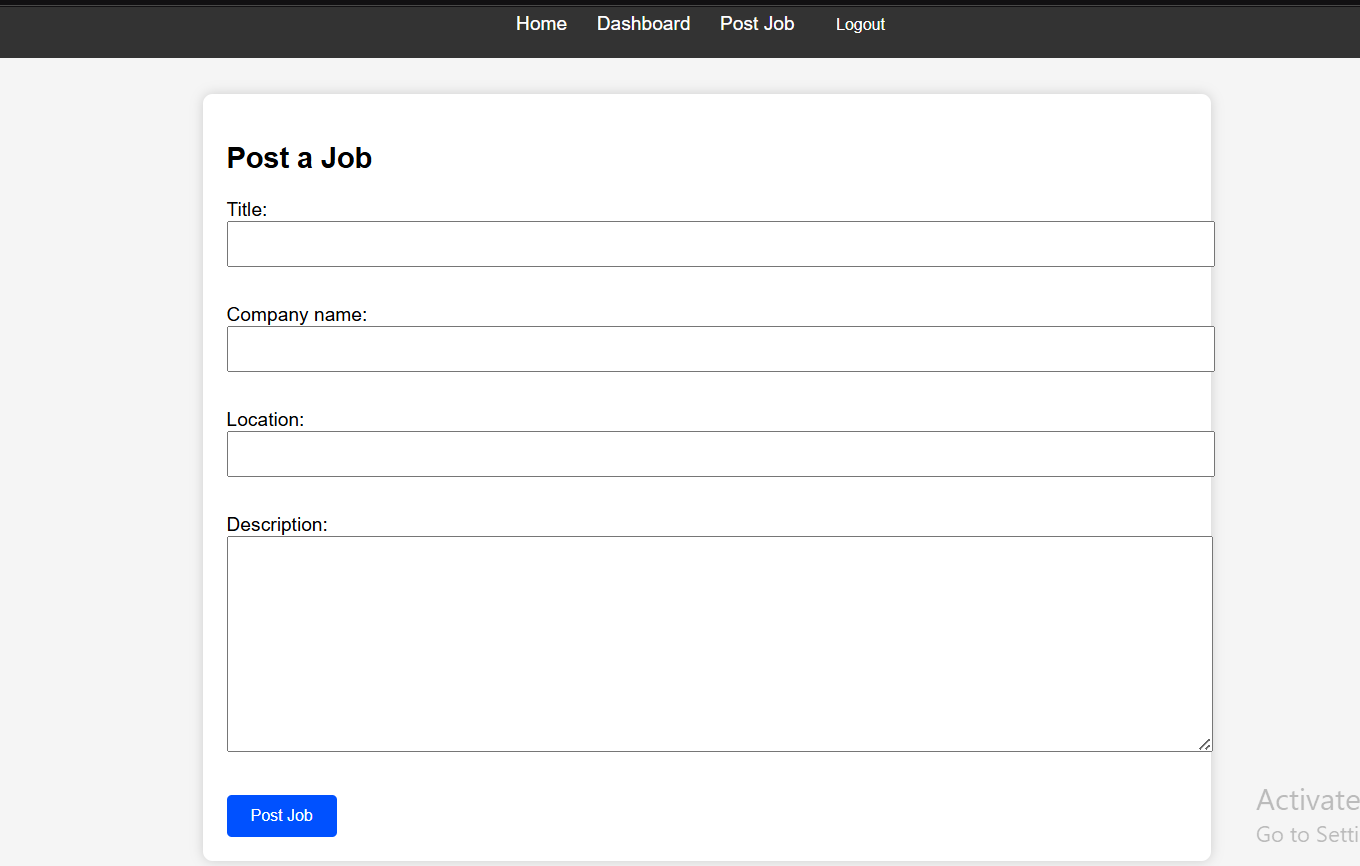 Home Dashboard Post Job Logout
Post a Job
Title:
Company name:
Location:
Description:
Post Job
Activate
Go to Setti